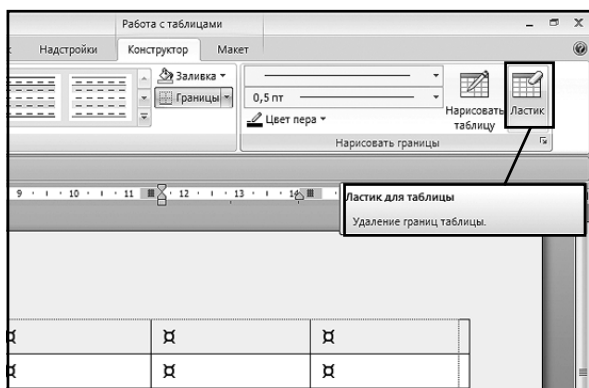 Работа с таблицами
Надстройки Конструктор Макет
Заливка
Границы
0,5 пт
Цвет пера
Нарисовать таблицу
Ластик
Нарисовать границы
9 10 11 12 13 14
Ластик для таблицы
Удаление границ таблицы.
¤ ¤ ¤
¤ ¤ ¤